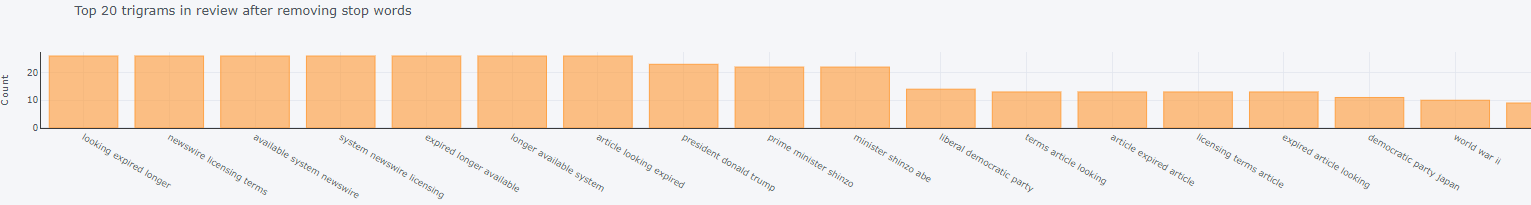 Top 20 trigrams in review after removing stop words
Count
20
10
0
looking expired longer
newswire licensing terms
available system newswire
system newswire licensing
expired longer available
longer available system
article looking expired
president donald trump
prime minister shinzo
minister shinzo abe
liberal democratic party
terms article looking
article expired article
licensing terms article
expired article looking
democratic party japan
world war ii